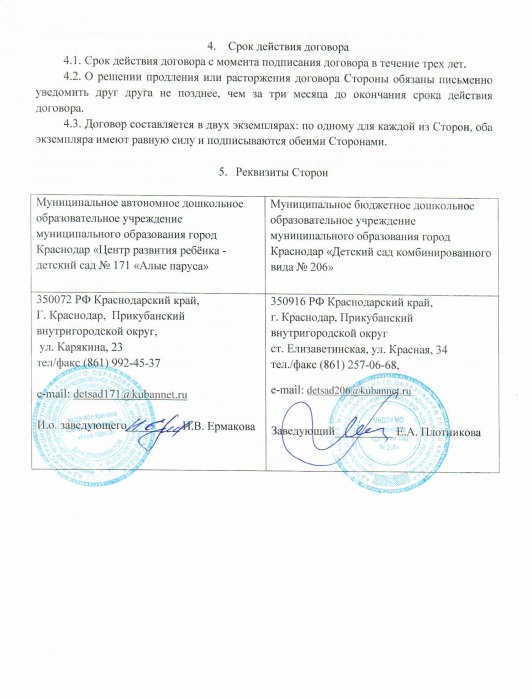 4. Срок действия договора
4.1. Срок действия договора с момента подписания договора в течение трех лет.
4.2. О решении продления или расторжения договора Стороны обязаны письменно
уведомить друг друга не позднее, чем за три месяца до окончания срока действия
договора.
4.3. Договор составляется в двух экземплярах: по одному для каждой из Сторон, оба
экземпляра имеют равную силу и подписываются обеими Сторонами.
5. Реквизиты Сторон
Муниципальное автономное дошкольное
образовательное учреждение
муниципального образования город
Краснодар «Центр развития ребёнка -
детский сад № 171 «Алые паруса»
350072 РФ Краснодарский край,
Г. Краснодар, Прикубанский
внутригородской округ,
ул. Карякина, 23
тел/факс (861) 992-45-37
e-mail: detsad171@kubannet.ru
И.о. заведующего И.В. Ермакова
Муниципальное бюджетное дошкольное
образовательное учреждение
муниципального образования город
Краснодар «Детский сад комбинированного
вида № 206»
350916 РФ Краснодарский край,
г. Краснодар, Прикубанский
внутригородской округ
ст. Елизаветинская, ул. Красная, 34
тел./факс (861) 257-06-68,
e-mail: detsad206@kubannet.ru
Заведующий Е.А. Плотникова